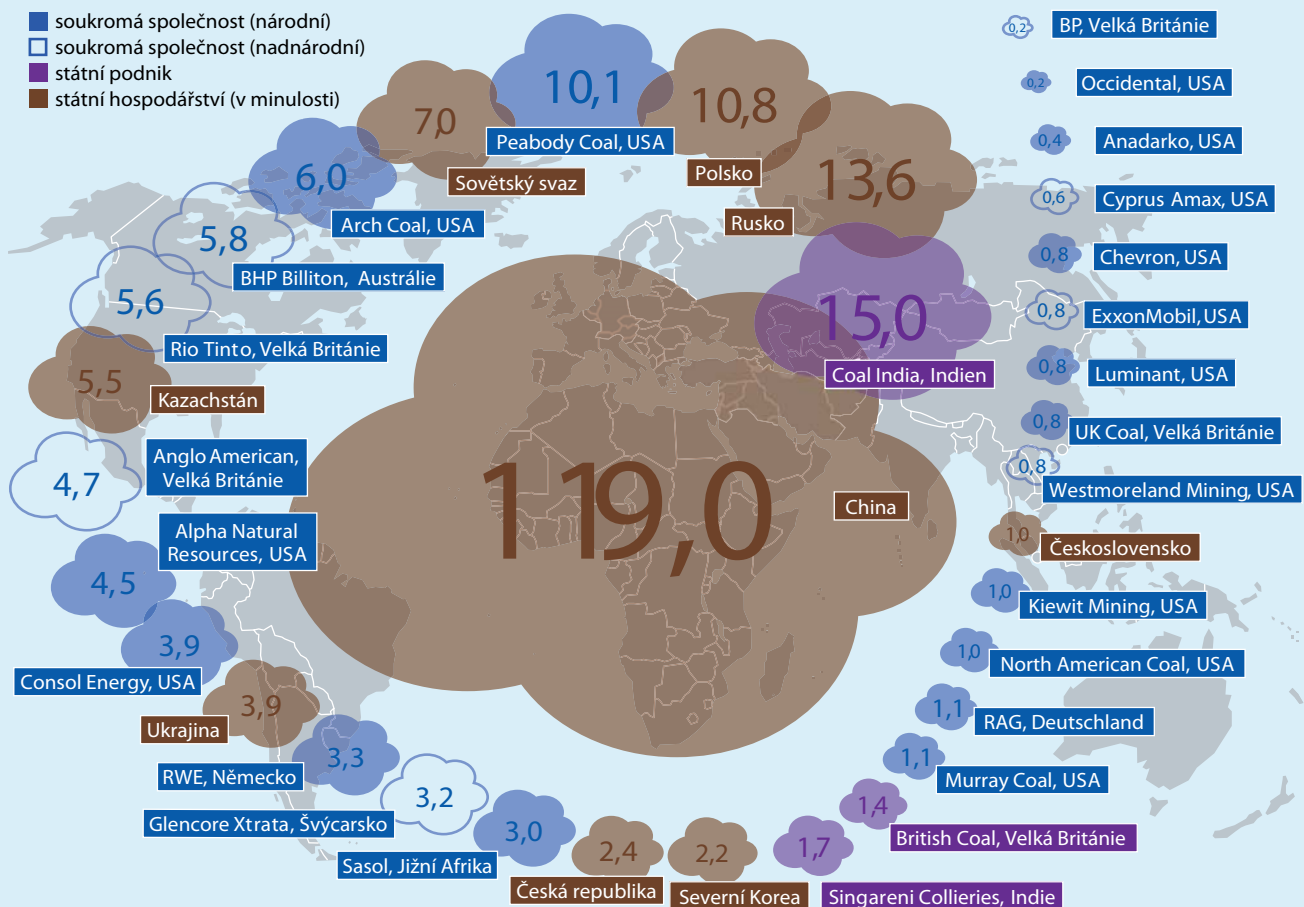 soukromá společnost (národní)
soukromá společnost (nadnárodní)
státní podnik
státní hospodářství (v minulosti)
10,1
Peabody Coal, USA
10,8
Polsko
13,6
Rusko
15,0
Coal India, Indien
119,0
China
7,0
Sovětský svaz
6,0
Arch Coal, USA
5,8
BHP Billiton, Austrálie
5,6
Rio Tinto, Velká Británie
5,5
Kazachstán
4,7
Anglo American,
Velká Británie
4,5
Alpha Natural
Resources, USA
3,9
Consol Energy, USA
3,9
Ukrajina
3,3
RWE, Německo
3,2
Glencore Xtrata, Švýcarsko
3,0
Sasol, Jižní Afrika
2,4
Česká republika
2,2
Severní Korea
1,7
Singareni Collieries, Indie
1,4
British Coal, Velká Británie
1,1
Murray Coal, USA
1,1
RAG, Deutschland
1,0
North American Coal, USA
1,0
Kiewit Mining, USA
1,0
Československo
0,8
Westmoreland Mining, USA
0,8
UK Coal, Velká Británie
0,8
Luminant, USA
0,8
ExxonMobil, USA
0,8
Chevron, USA
0,6
Cyprus Amax, USA
0,4
Anadarko, USA
0,2
Occidental, USA
0,2
BP, Velká Británie